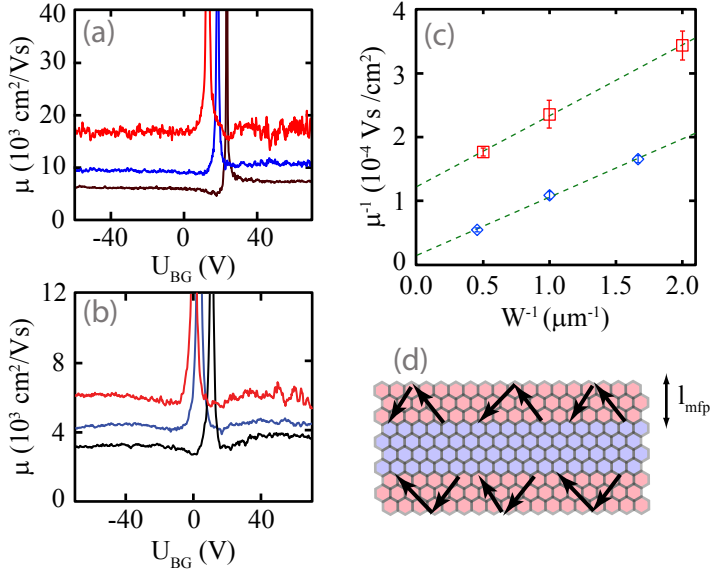 (a)
μ (10³ cm²/Vs)
40
30
20
10
0
-40 0 40
U_BG (V)
(b)
μ (10³ cm²/Vs)
12
8
4
0
-40 0 40
U_BG (V)
(c)
μ⁻¹ (10⁻⁴ Vs /cm²)
4
3
2
1
0
0.0 0.5 1.0 1.5 2.0
W⁻¹ (μm⁻¹)
(d)
l_mfp